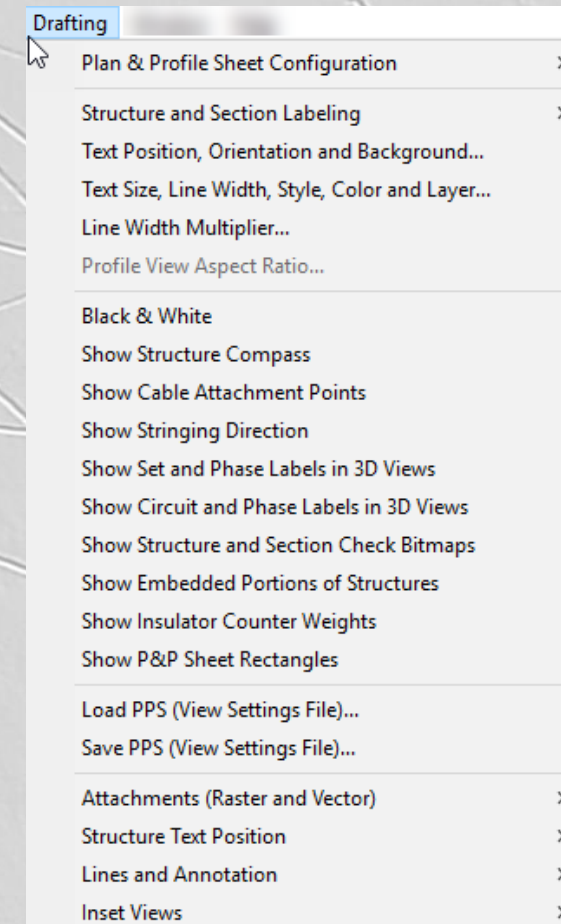 Drafting
Plan & Profile Sheet Configuration
Structure and Section Labeling
Text Position, Orientation and Background...
Text Size, Line Width, Style, Color and Layer...
Line Width Multiplier...
Profile View Aspect Ratio...
Black & White
Show Structure Compass
Show Cable Attachment Points
Show Stringing Direction
Show Set and Phase Labels in 3D Views
Show Circuit and Phase Labels in 3D Views
Show Structure and Section Check Bitmaps
Show Embedded Portions of Structures
Show Insulator Counter Weights
Show P&P Sheet Rectangles
Load PPS (View Settings File)...
Save PPS (View Settings File)...
Attachments (Raster and Vector)
Structure Text Position
Lines and Annotation
Inset Views